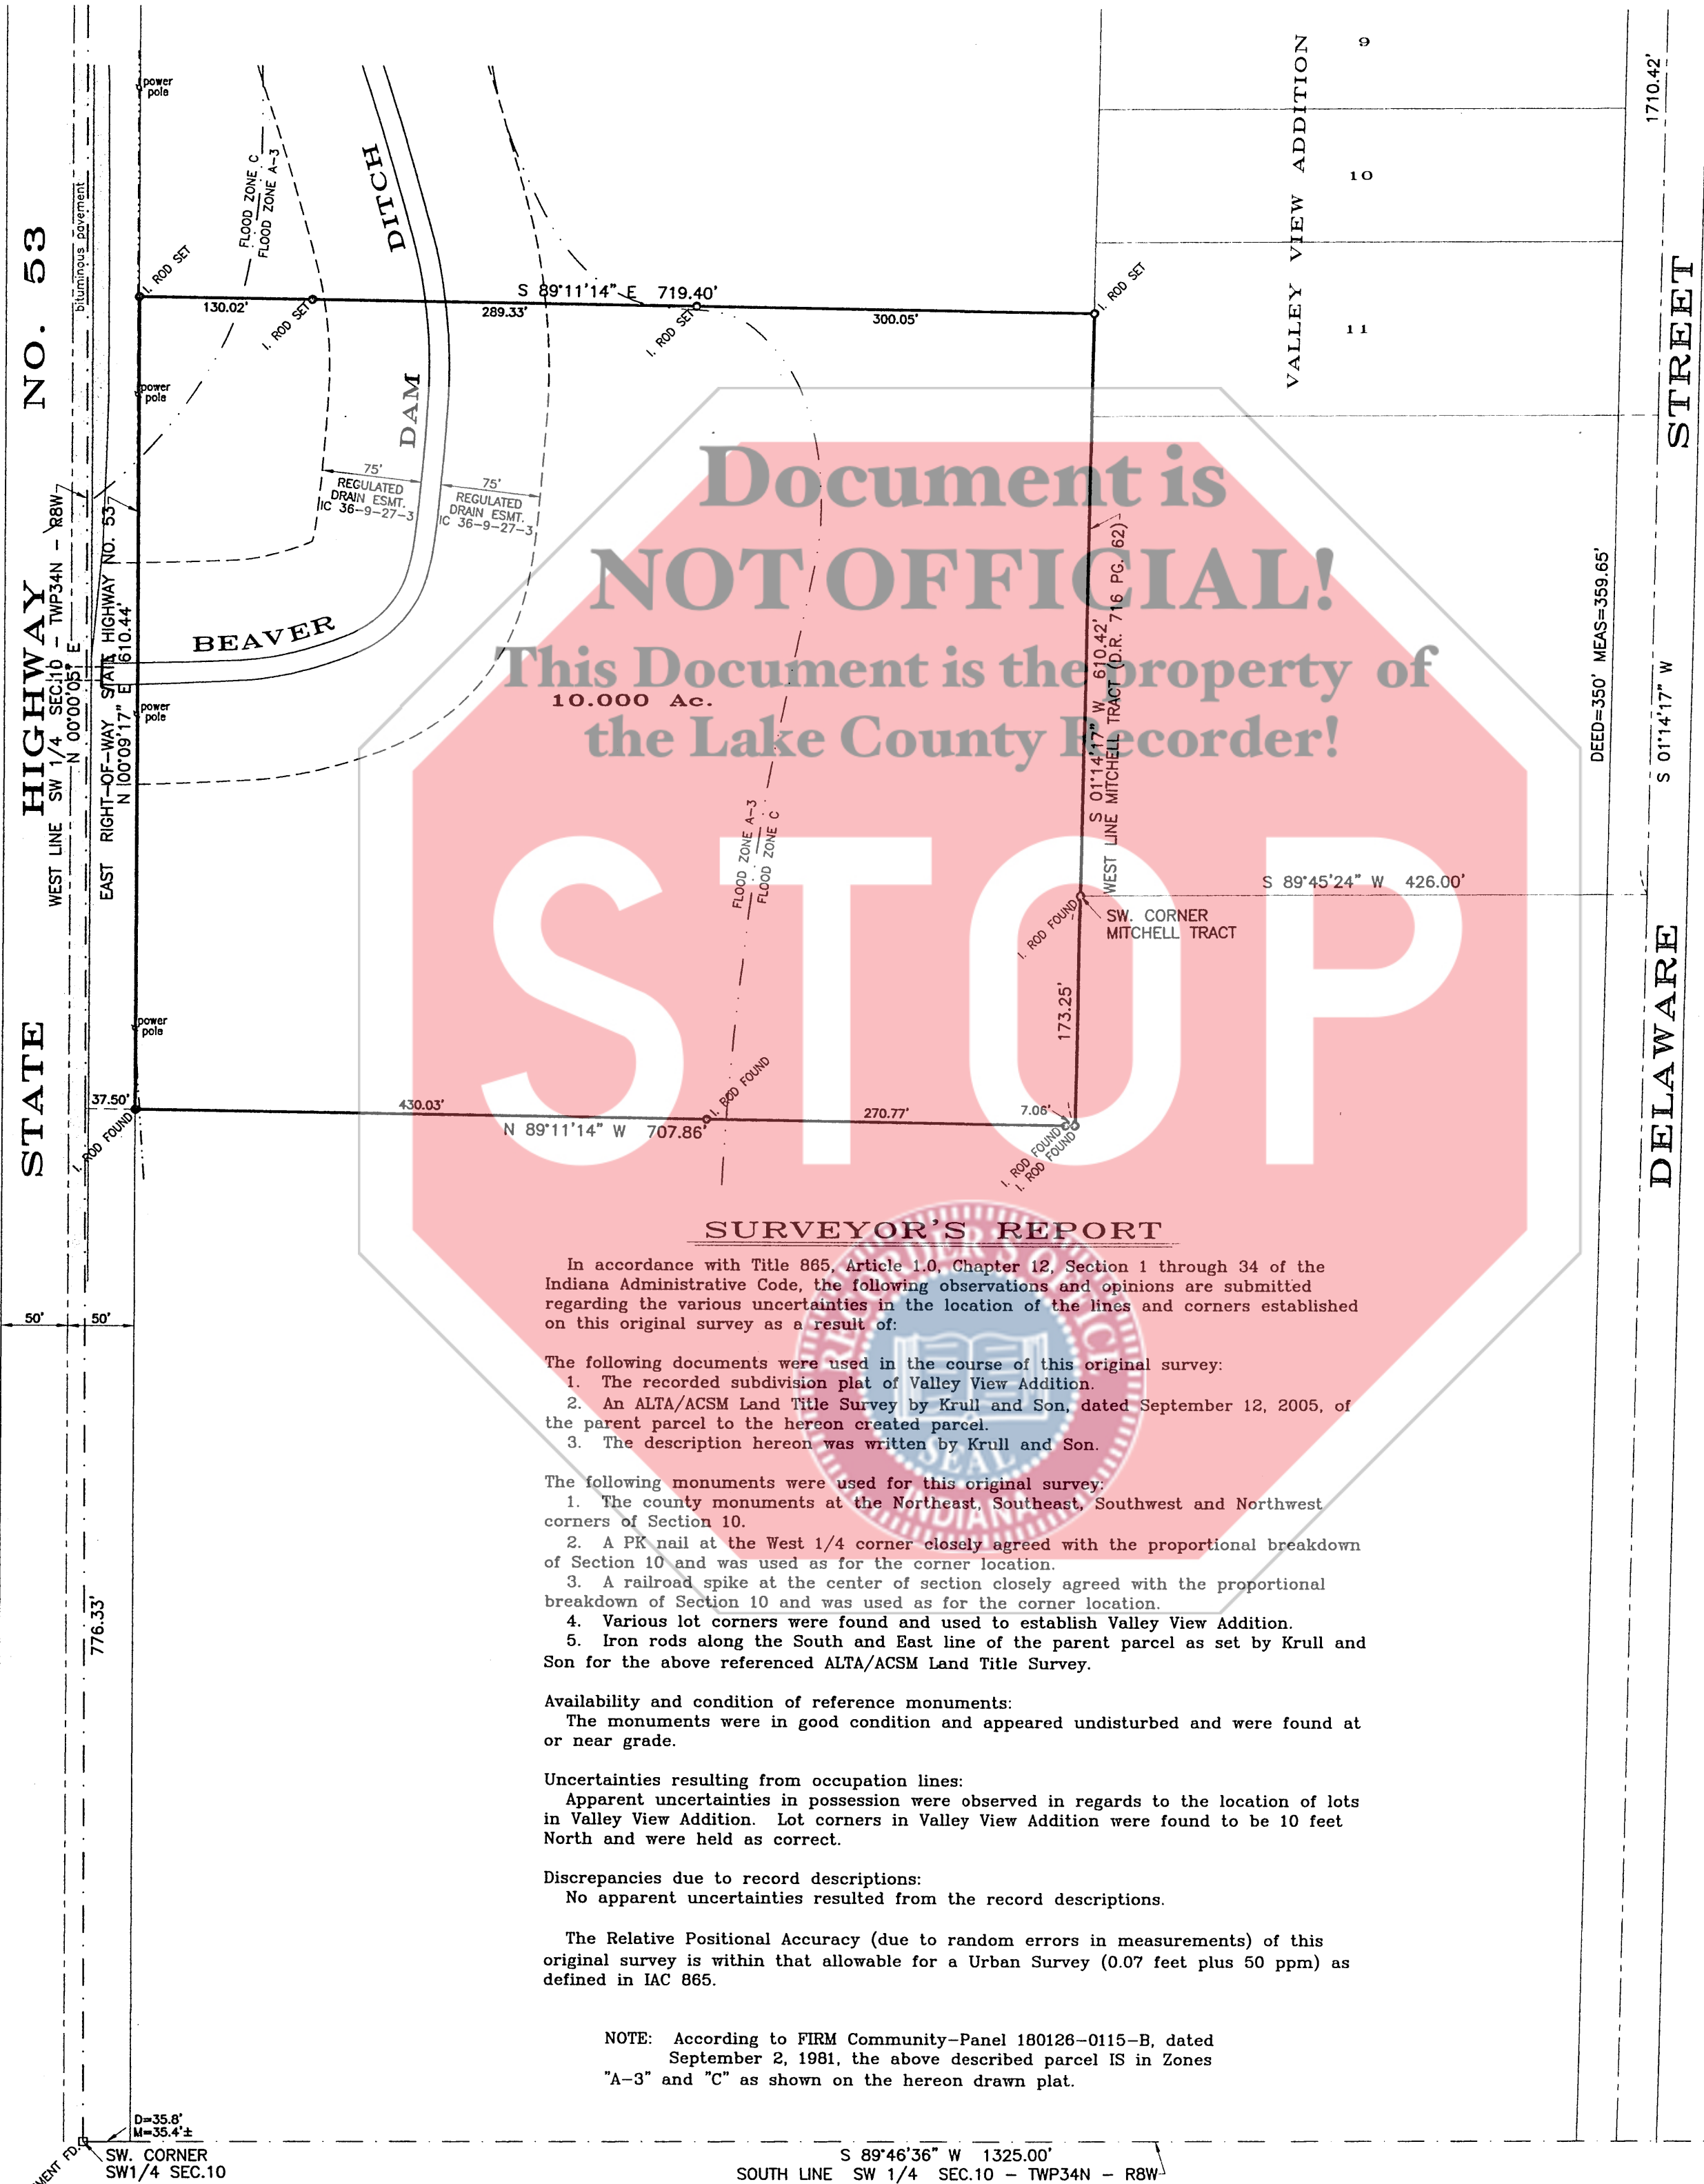 9
10
11
VALLEY VIEW ADDITION
1710.42'
STREET
DELAWARE
S 01°14'17" W
DEED=350' MEAS=359.65'
STATE HIGHWAY NO. 53
bituminous pavement
WEST LINE SW 1/4 SEC.10 - TWP34N - R8W
N 00°00'05" E
EAST RIGHT-OF-WAY STATE HIGHWAY NO. 53
N 00°09'17" E 610.44'
power
pole
power
pole
power
pole
power
pole
FLOOD ZONE C
FLOOD ZONE A-3
DITCH
DAM
BEAVER
I. ROD SET
130.02'
I. ROD SET
S 89°11'14" E 719.40'
289.33'
I. ROD SET
300.05'
I. ROD SET
75'
REGULATED
DRAIN ESMT.
IC 36-9-27-3
75'
REGULATED
DRAIN ESMT.
IC 36-9-27-3
10.000 Ac.
Document is
NOT OFFICIAL!
This Document is the property of
the Lake County Recorder!
STOP
S 01°14'17" W 610.42'
WEST LINE MITCHELL TRACT (D.R. 716 PG. 62)
FLOOD ZONE A-3
FLOOD ZONE C
S 89°45'24" W 426.00'
I. ROD FOUND
SW. CORNER
MITCHELL TRACT
173.25'
37.50'
I. ROD FOUND
430.03'
I. ROD FOUND
270.77'
7.06'
N 89°11'14" W 707.86'
I. ROD FOUND
I. ROD FOUND
SURVEYOR'S REPORT
In accordance with Title 865, Article 1.0, Chapter 12, Section 1 through 34 of the
Indiana Administrative Code, the following observations and opinions are submitted
regarding the various uncertainties in the location of the lines and corners established
on this original survey as a result of:
The following documents were used in the course of this original survey:
1. The recorded subdivision plat of Valley View Addition.
2. An ALTA/ACSM Land Title Survey by Krull and Son, dated September 12, 2005, of
the parent parcel to the hereon created parcel.
3. The description hereon was written by Krull and Son.
The following monuments were used for this original survey:
1. The county monuments at the Northeast, Southeast, Southwest and Northwest
corners of Section 10.
2. A PK nail at the West 1/4 corner closely agreed with the proportional breakdown
of Section 10 and was used as for the corner location.
3. A railroad spike at the center of section closely agreed with the proportional
breakdown of Section 10 and was used as for the corner location.
4. Various lot corners were found and used to establish Valley View Addition.
5. Iron rods along the South and East line of the parent parcel as set by Krull and
Son for the above referenced ALTA/ACSM Land Title Survey.
Availability and condition of reference monuments:
The monuments were in good condition and appeared undisturbed and were found at
or near grade.
Uncertainties resulting from occupation lines:
Apparent uncertainties in possession were observed in regards to the location of lots
in Valley View Addition. Lot corners in Valley View Addition were found to be 10 feet
North and were held as correct.
Discrepancies due to record descriptions:
No apparent uncertainties resulted from the record descriptions.
The Relative Positional Accuracy (due to random errors in measurements) of this
original survey is within that allowable for a Urban Survey (0.07 feet plus 50 ppm) as
defined in IAC 865.
NOTE: According to FIRM Community-Panel 180126-0115-B, dated
September 2, 1981, the above described parcel IS in Zones
"A-3" and "C" as shown on the hereon drawn plat.
RECORDER'S OFFIC
SEAL
INDIANA
50'
50'
776.33'
D=35.8'
M=35.4'±
MENT FD.
SW. CORNER
SW1/4 SEC.10
S 89°46'36" W 1325.00'
SOUTH LINE SW 1/4 SEC.10 - TWP34N - R8W